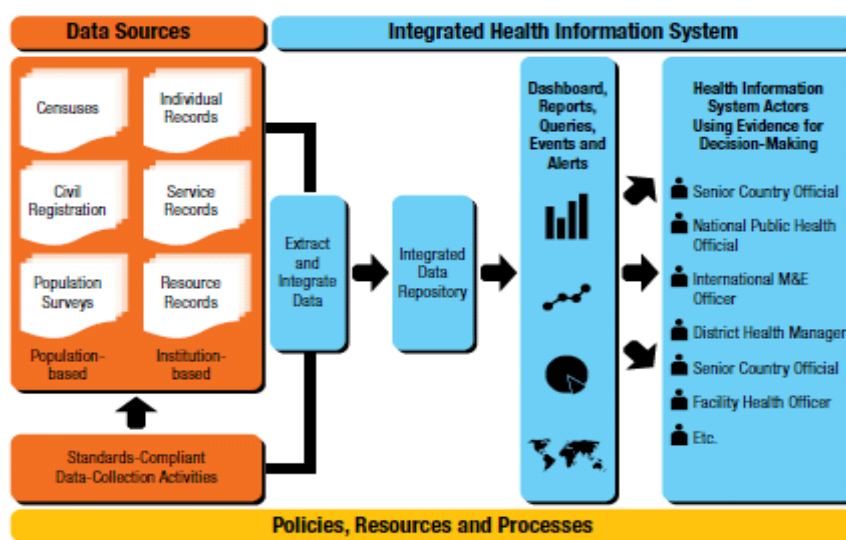 Data Sources
Integrated Health Information System
Censuses
Individual
Records
Civil
Registration
Service
Records
Population
Surveys
Resource
Records
Population-
based
Institution-
based
Standards-Compliant
Data-Collection Activities
Extract
and
Integrate
Data
Integrated
Data
Repository
Dashboard,
Reports,
Queries,
Events and
Alerts
Health Information
System Actors
Using Evidence for
Decision-Making
Senior Country Official
National Public Health
Official
International M&E
Officer
District Health Manager
Senior Country Official
Facility Health Officer
Etc.
Policies, Resources and Processes